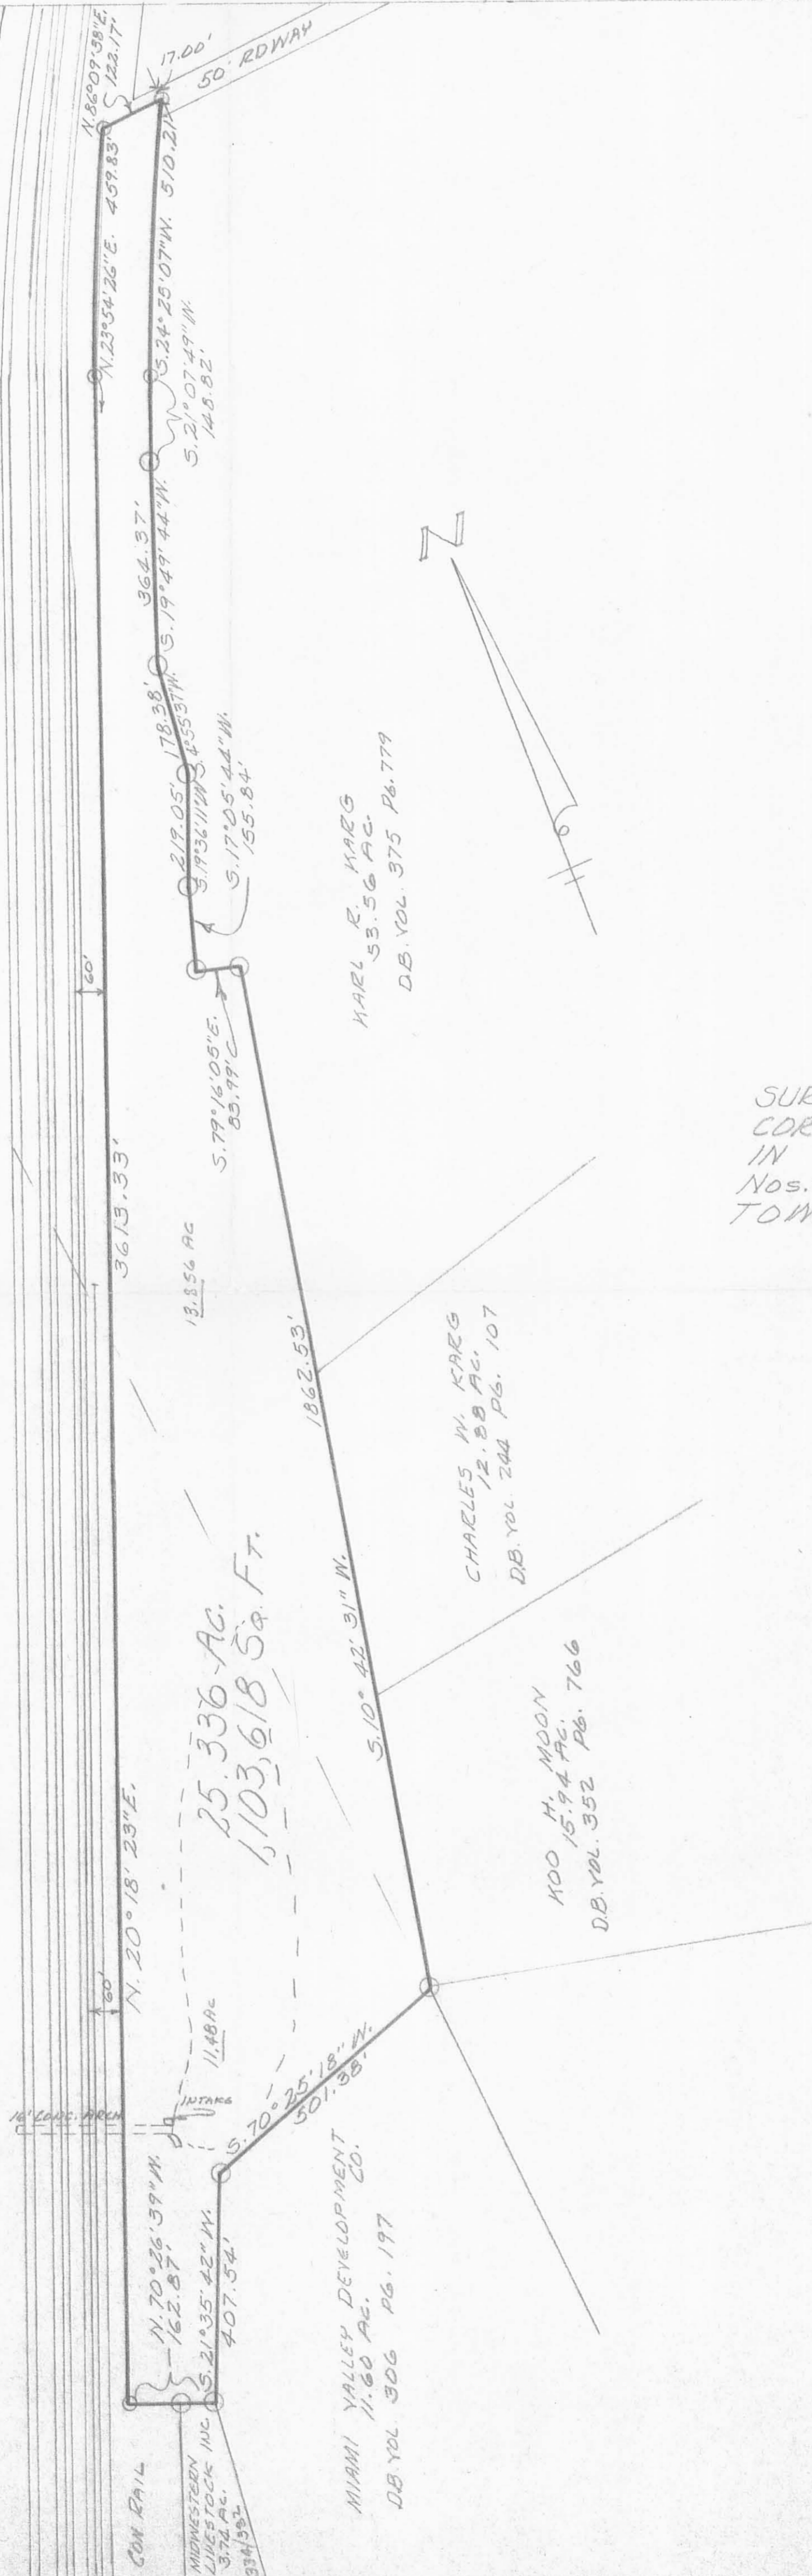 N.86°09'38"E.
122.17'
17.00'
50' RDWAY
459.83'
N.23°54'26"E.
510.21'
S.24°25'07"W.
S.21°07'49"W.
148.82'
364.37'
S.19°49'44"W.
178.38'
S.4°55'37"W.
219.05'
S.19°36'11"W.
S.17°05'44"W.
155.84'
Z
60'
S.79°16'05"E.
83.99'
KARL R. KARG
53.56 AC.
D.B. VOL. 375 PG. 779
SUR
COR
IN
Nos.
TOW
3613.33'
13.856 AC
1862.53'
CHARLES W. KARG
12.88 AC.
D.B. VOL. 244 PG. 107
S.10°42'31"W.
25.336 AC.
1,103,618 SQ. FT.
KOO H. MOON
15.94 AC.
D.B. VOL. 352 PG. 766
N.20°18'23"E.
60'
11.48 AC
16' CONC. ARCH
INTAKE
S.70°25'18"W.
501.38'
N.70°26'39"W.
162.87'
S.21°35'42"W.
407.54'
MIAMI VALLEY DEVELOPMENT
CO.
11.60 AC.
D.B. VOL. 306 PG. 197
CON RAIL
MIDWESTERN
LIVESTOCK INC
3.74 AC.
334/332